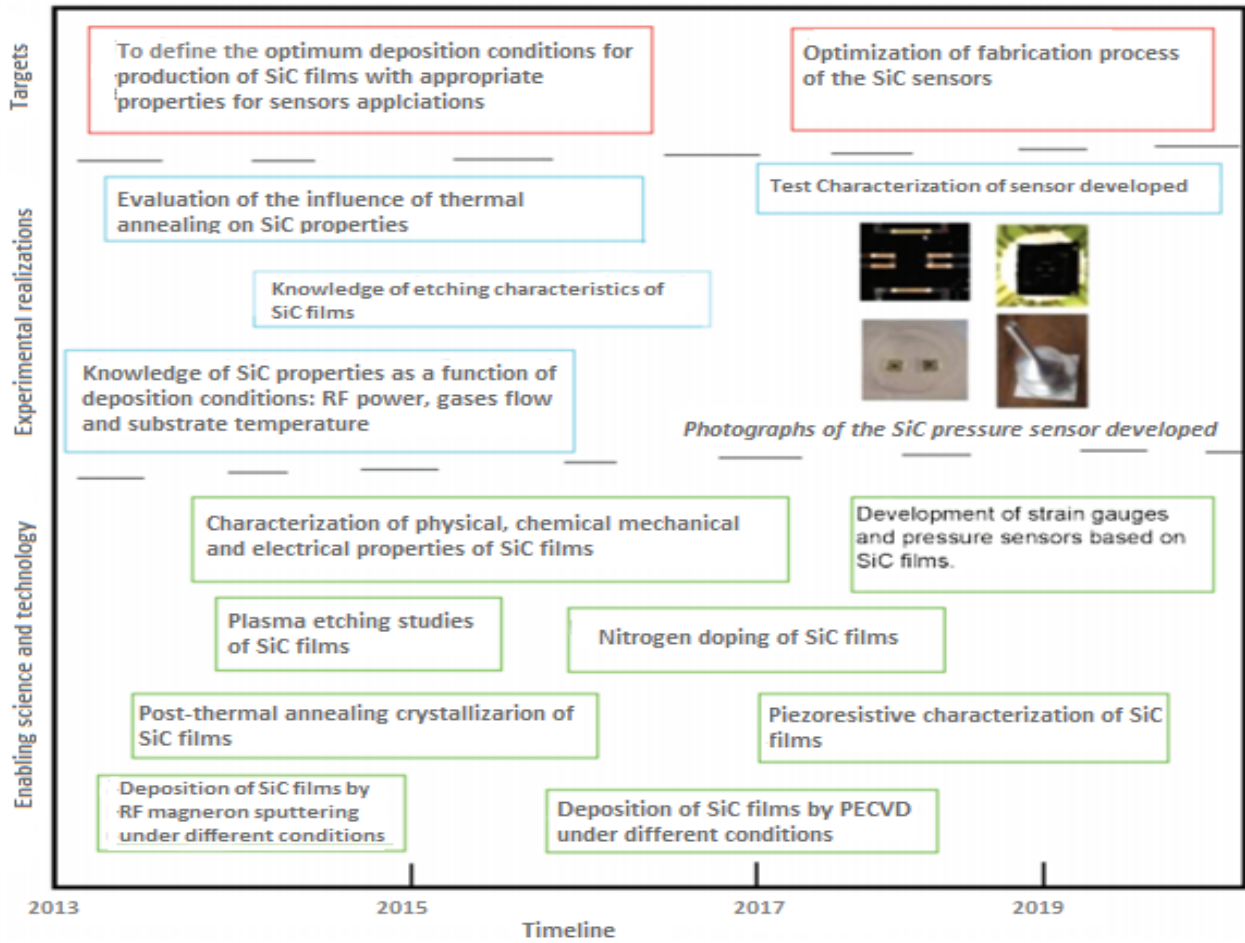 Targets
To define the optimum deposition conditions for
production of SiC films with appropriate
properties for sensors applciations
Optimization of fabrication process
of the SiC sensors
Experimental realizations
Evaluation of the influence of thermal
annealing on SiC properties
Test Characterization of sensor developed
Knowledge of etching characteristics of
SiC films
Knowledge of SiC properties as a function of
deposition conditions: RF power, gases flow
and substrate temperature
Photographs of the SiC pressure sensor developed
Enabling science and technology
Characterization of physical, chemical mechanical
and electrical properties of SiC films
Development of strain gauges
and pressure sensors based on
SiC films.
Plasma etching studies
of SiC films
Nitrogen doping of SiC films
Post-thermal annealing crystallizarion of
SiC films
Piezoresistive characterization of SiC
films
Deposition of SiC films by
RF magneron sputtering
under different conditions
Deposition of SiC films by PECVD
under different conditions
2013
2015
2017
2019
Timeline